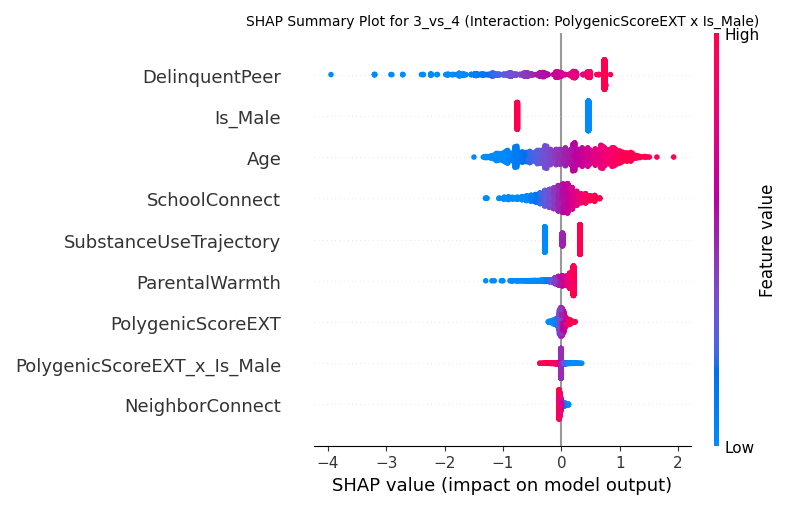 SHAP Summary Plot for 3_vs_4 (Interaction: PolygenicScoreEXT x Is_Male)
High
DelinquentPeer
Is_Male
Age
SchoolConnect
SubstanceUseTrajectory
ParentalWarmth
PolygenicScoreEXT
PolygenicScoreEXT_x_Is_Male
NeighborConnect
Feature value
Low
−4 −3 −2 −1 0 1 2
SHAP value (impact on model output)